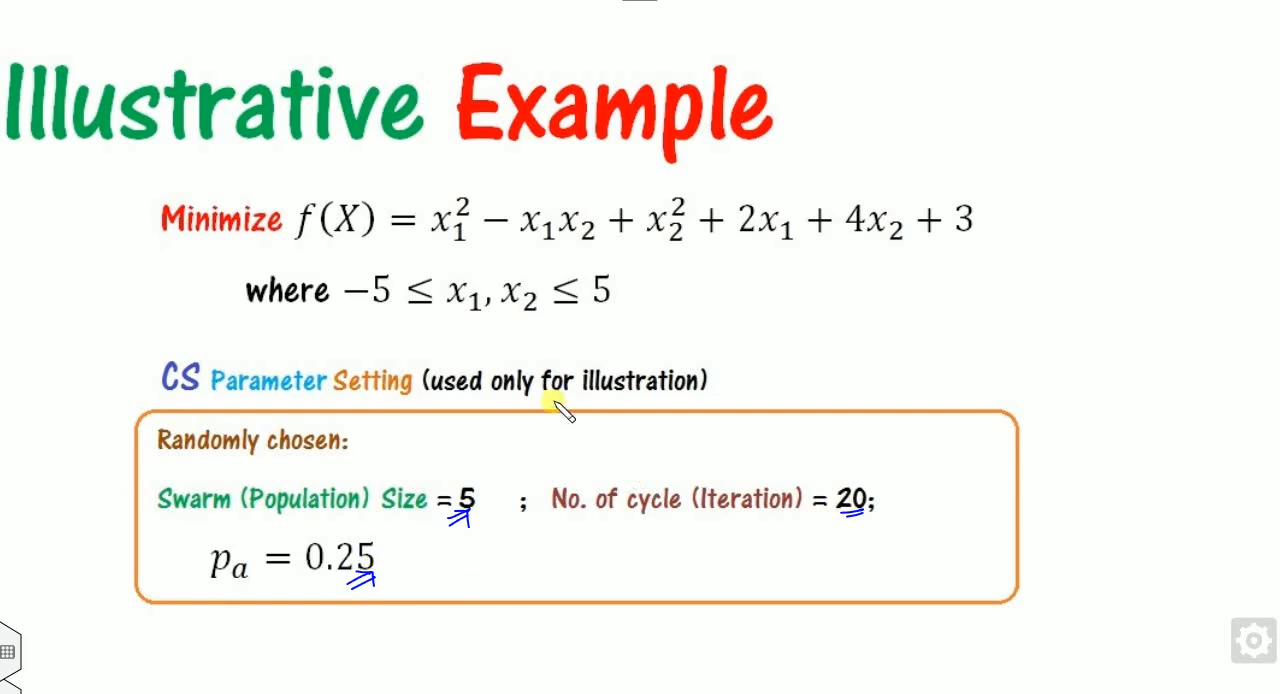 Illustrative Example
Minimize f(X) = x₁² − x₁x₂ + x₂² + 2x₁ + 4x₂ + 3
where −5 ≤ x₁, x₂ ≤ 5
CS Parameter Setting (used only for illustration)
Randomly chosen:
Swarm (Population) Size = 5 ; No. of cycle (Iteration) = 20;
pₐ = 0.25